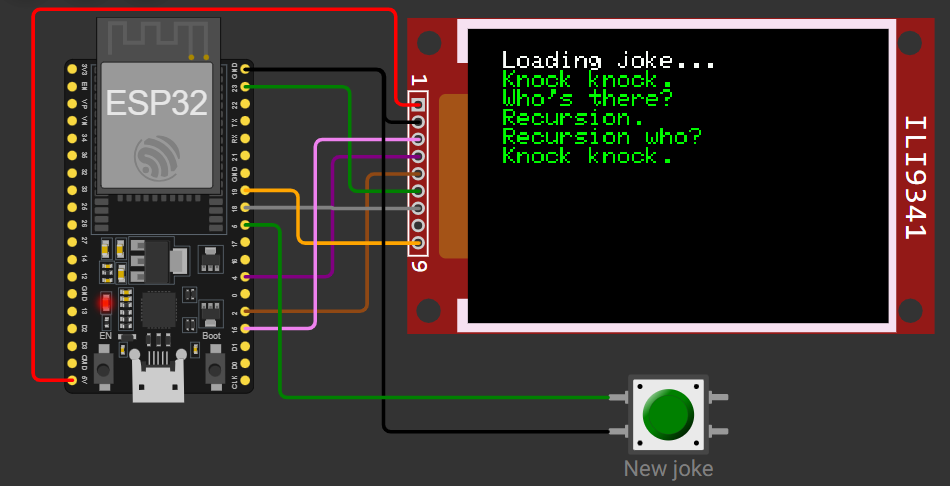 Loading joke...
Knock knock.
Who's there?
Recursion.
Recursion who?
Knock knock.
ESP32
ILI9341
1
9
3V3
EN
VP
VN
34
35
32
33
25
26
27
14
12
GND
13
D2
D3
CMD
5V
GND
23
22
TX
RX
21
GND
19
18
5
17
16
4
0
2
15
D1
D0
CLK
EN
Boot
New joke